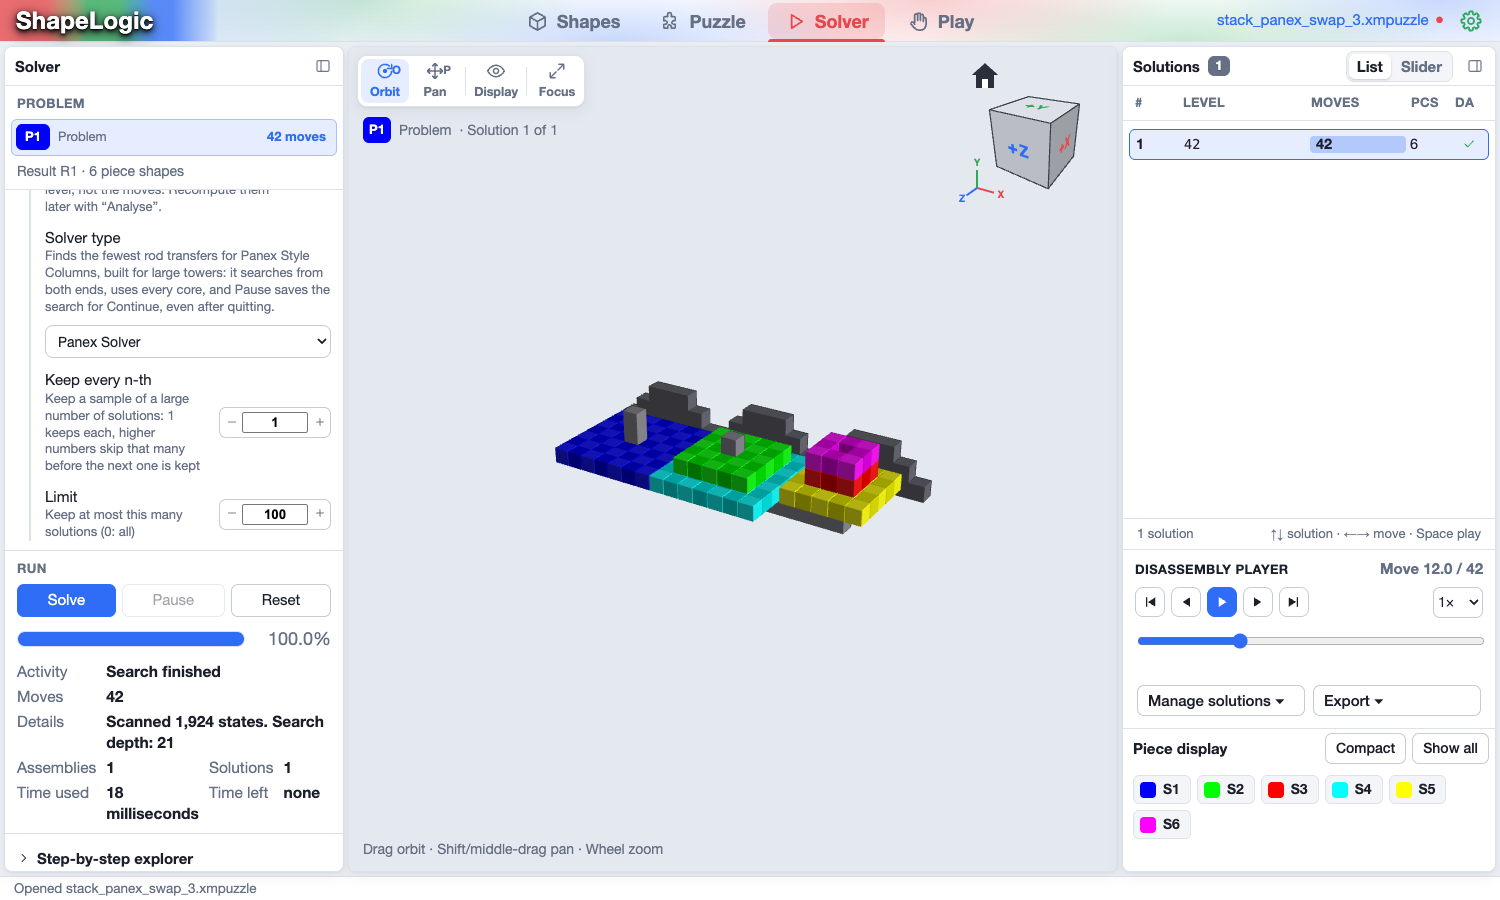 ShapeLogic
Shapes
Puzzle
Solver
Play
stack_panex_swap_3.xmpuzzle
Solver
PROBLEM
P1 Problem 42 moves
Result R1 · 6 piece shapes
level, not the moves. Recompute them
later with “Analyse”.
Solver type
Finds the fewest rod transfers for Panex Style
Columns, built for large towers: it searches from
both ends, uses every core, and Pause saves the
search for Continue, even after quitting.
Panex Solver
Keep every n-th
Keep a sample of a large
number of solutions: 1
keeps each, higher
numbers skip that many
before the next one is kept
− 1 +
Limit
Keep at most this many
solutions (0: all)
− 100 +
RUN
Solve Pause Reset
100.0%
Activity Search finished
Moves 42
Details Scanned 1,924 states. Search
depth: 21
Assemblies 1 Solutions 1
Time used 18
milliseconds
Time left none
Step-by-step explorer
Opened stack_panex_swap_3.xmpuzzle
O
Orbit
P
Pan
Display
Focus
P1 Problem · Solution 1 of 1
+Y
+Z
+X
Y
Z
X
Drag orbit · Shift/middle-drag pan · Wheel zoom
Solutions 1
List Slider
# LEVEL MOVES PCS DA
1 42 42 6 ✓
1 solution ↑↓ solution · ←→ move · Space play
DISASSEMBLY PLAYER Move 12.0 / 42
1×
Manage solutions Export
Piece display Compact Show all
S1 S2 S3 S4 S5
S6